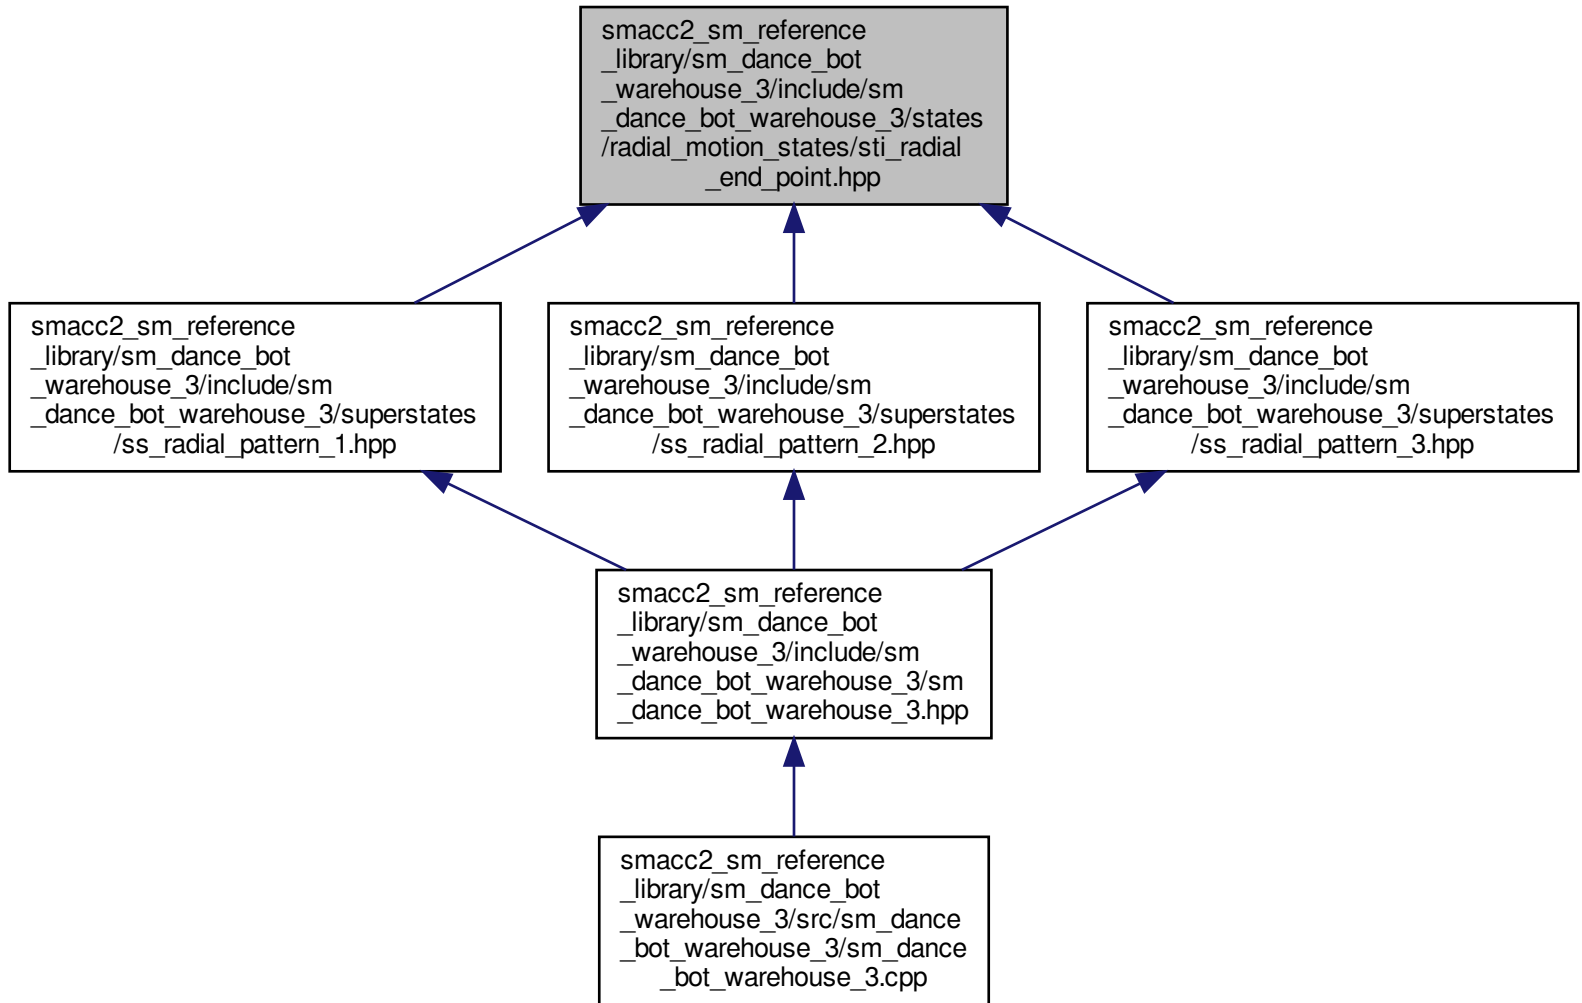 smacc2_sm_reference
_library/sm_dance_bot
_warehouse_3/include/sm
_dance_bot_warehouse_3/states
/radial_motion_states/sti_radial
_end_point.hpp
smacc2_sm_reference
_library/sm_dance_bot
_warehouse_3/include/sm
_dance_bot_warehouse_3/superstates
/ss_radial_pattern_1.hpp
smacc2_sm_reference
_library/sm_dance_bot
_warehouse_3/include/sm
_dance_bot_warehouse_3/superstates
/ss_radial_pattern_2.hpp
smacc2_sm_reference
_library/sm_dance_bot
_warehouse_3/include/sm
_dance_bot_warehouse_3/superstates
/ss_radial_pattern_3.hpp
smacc2_sm_reference
_library/sm_dance_bot
_warehouse_3/include/sm
_dance_bot_warehouse_3/sm
_dance_bot_warehouse_3.hpp
smacc2_sm_reference
_library/sm_dance_bot
_warehouse_3/src/sm_dance
_bot_warehouse_3/sm_dance
_bot_warehouse_3.cpp